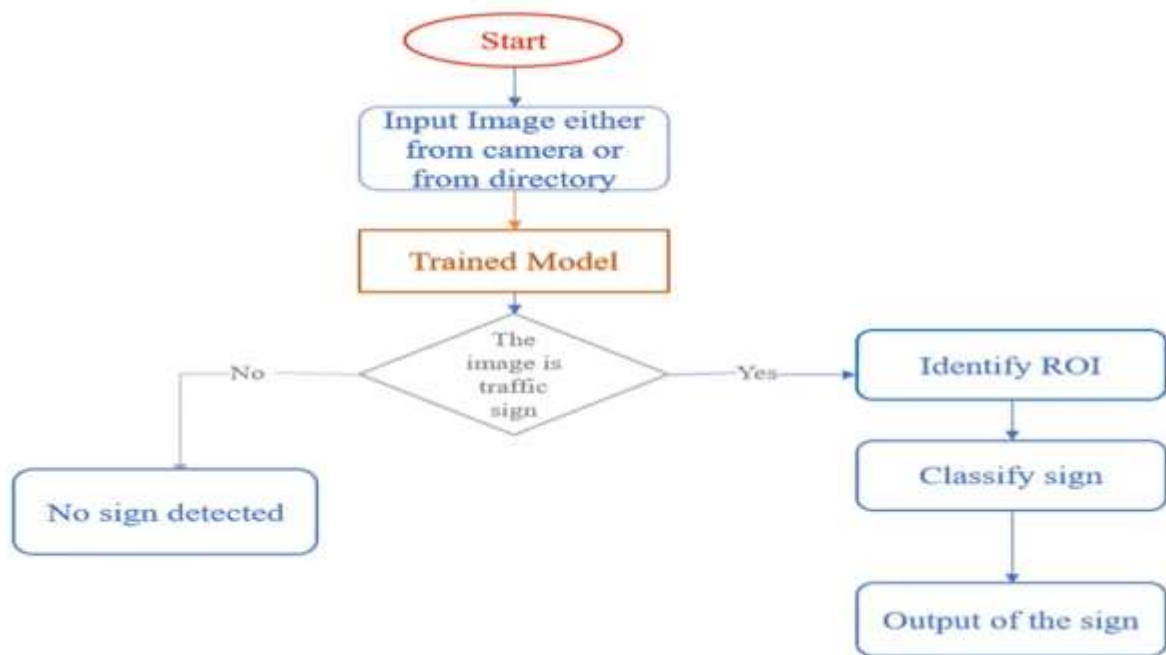 Start
Input Image either
from camera or
from directory
Trained Model
The
image is
traffic
sign
No
Yes
Identify ROI
Classify sign
No sign detected
Output of the sign